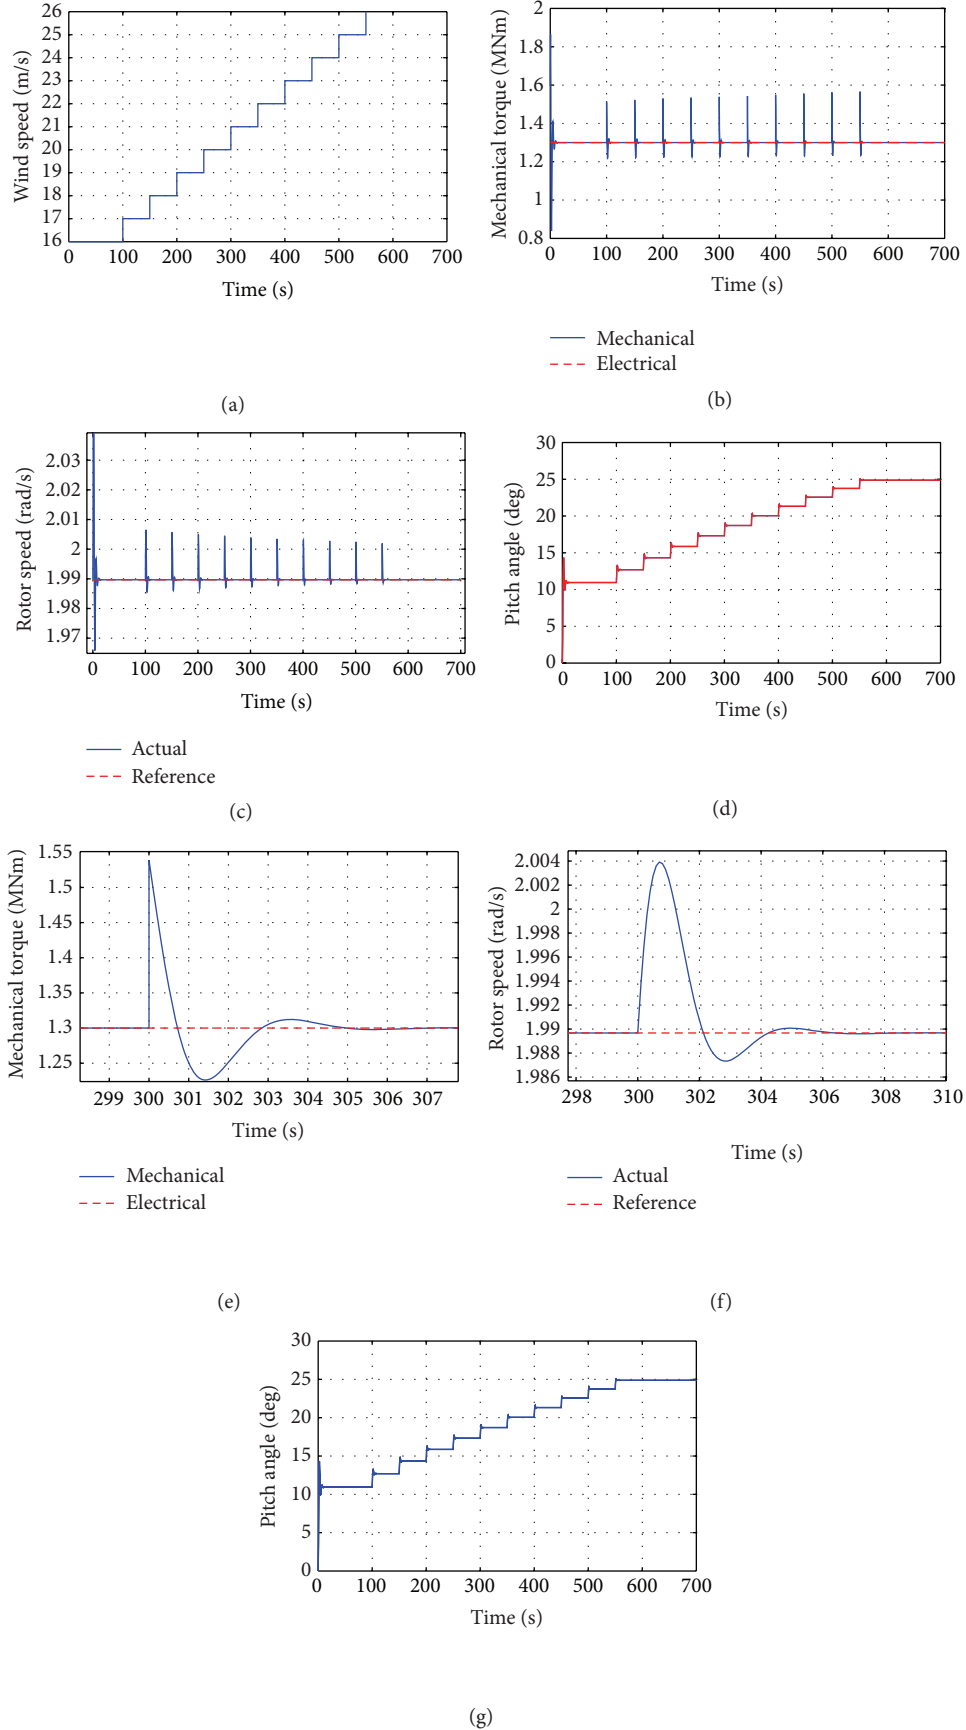 26
25
24
23
22
21
20
19
18
17
16
Wind speed (m/s)
0 100 200 300 400 500 600 700
Time (s)
(a)
2
1.8
1.6
1.4
1.2
1
0.8
Mechanical torque (MNm)
0 100 200 300 400 500 600 700
Time (s)
Mechanical
Electrical
(b)
2.03
2.02
2.01
2
1.99
1.98
1.97
Rotor speed (rad/s)
0 100 200 300 400 500 600 700
Time (s)
Actual
Reference
(c)
30
25
20
15
10
5
0
Pitch angle (deg)
0 100 200 300 400 500 600 700
Time (s)
(d)
1.55
1.5
1.45
1.4
1.35
1.3
1.25
Mechanical torque (MNm)
299 300 301 302 303 304 305 306 307
Time (s)
Mechanical
Electrical
(e)
2.004
2.002
2
1.998
1.996
1.994
1.992
1.99
1.988
1.986
Rotor speed (rad/s)
298 300 302 304 306 308 310
Time (s)
Actual
Reference
(f)
30
25
20
15
10
5
0
Pitch angle (deg)
0 100 200 300 400 500 600 700
Time (s)
(g)